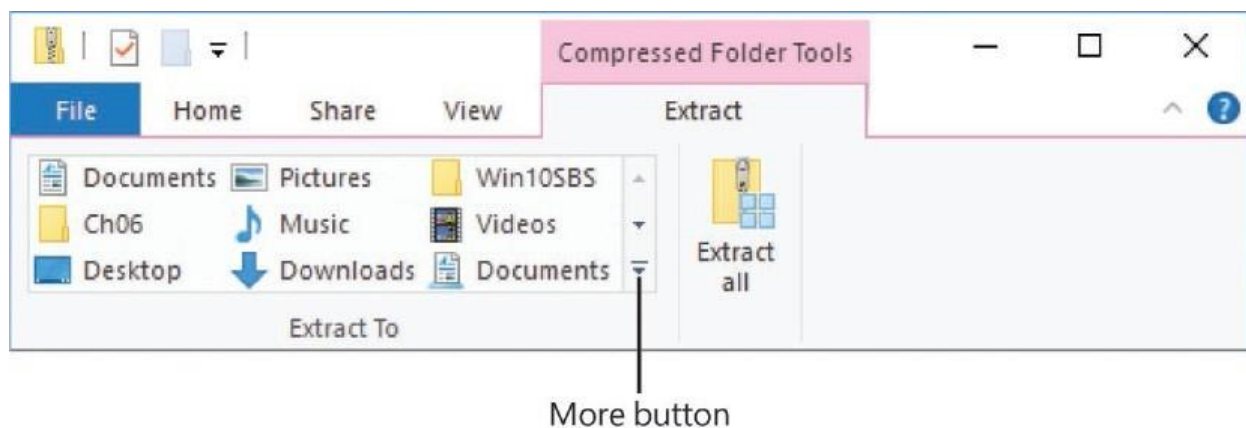 Compressed Folder Tools
File Home Share View Extract ?
Documents Pictures Win10SBS
Ch06 Music Videos
Desktop Downloads Documents
Extract all
Extract To
More button